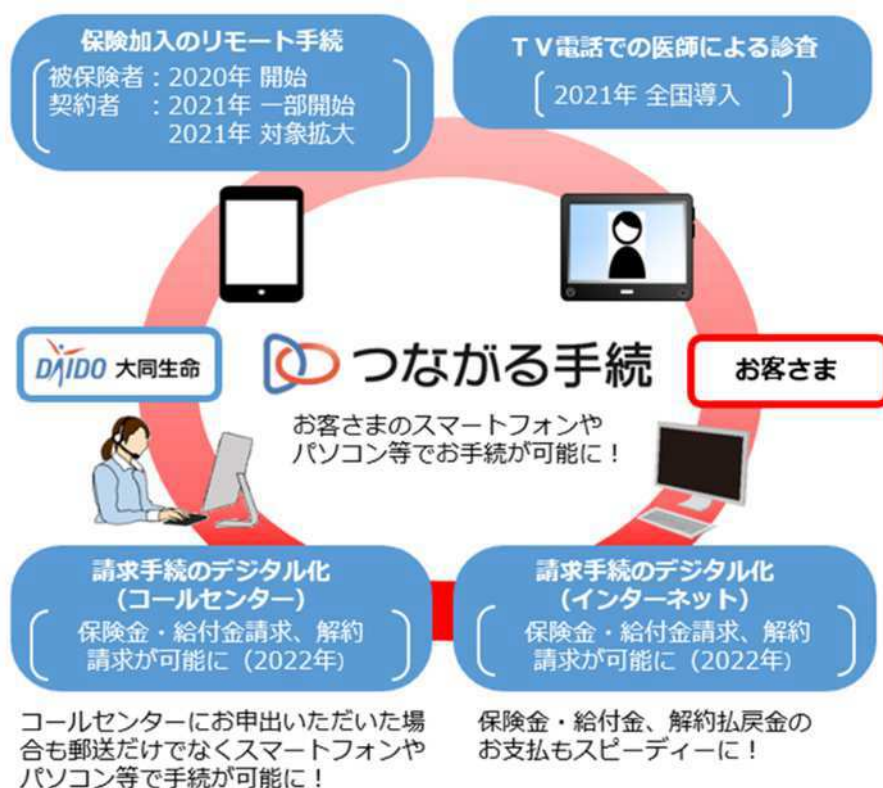 保険加入のリモート手続
被保険者：2020年 開始
契約者　：2021年 一部開始
2021年 対象拡大
ＴＶ電話での医師による診査
2021年 全国導入
DAIDO 大同生命
つながる手続
お客さま
お客さまのスマートフォンや
パソコン等でお手続が可能に！
請求手続のデジタル化
（コールセンター）
保険金・給付金請求、解約
請求が可能に（2022年）
請求手続のデジタル化
（インターネット）
保険金・給付金請求、解約
請求が可能に（2022年）
コールセンターにお申出いただいた場
合も郵送だけでなくスマートフォンや
パソコン等で手続が可能に！
保険金・給付金、解約払戻金の
お支払もスピーディーに！